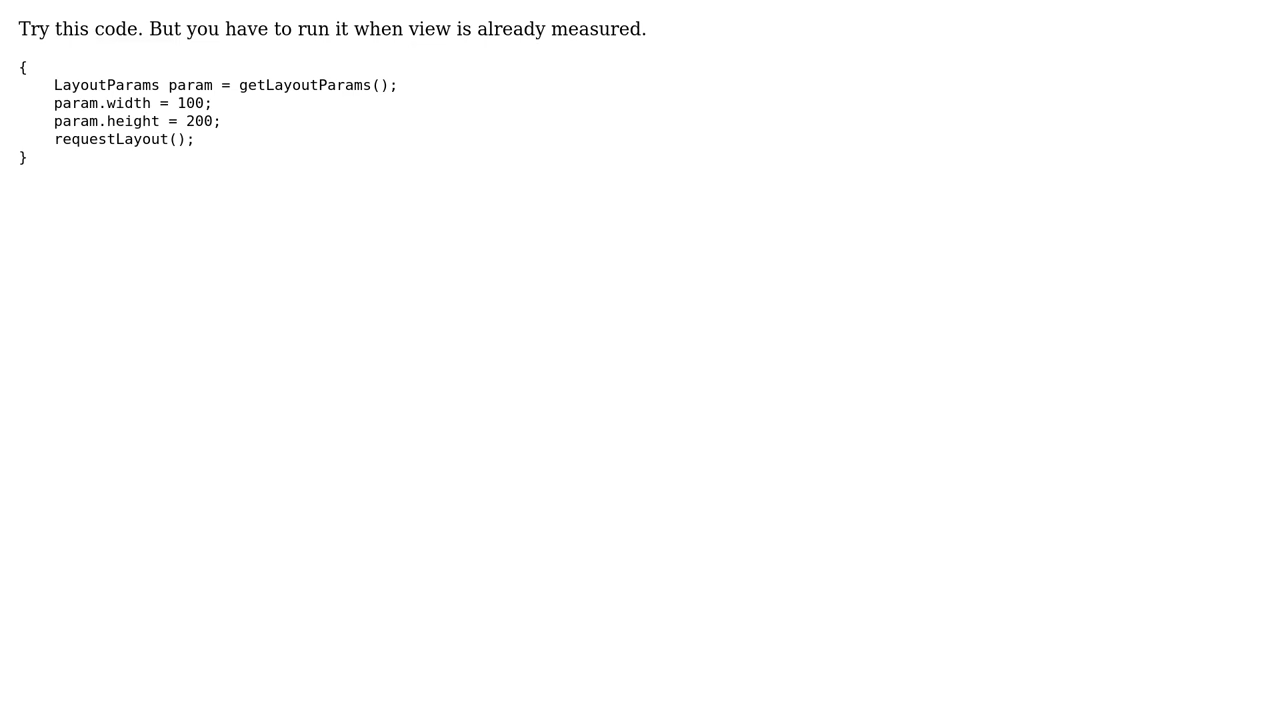 Try this code. But you have to run it when view is already measured.
{
    LayoutParams param = getLayoutParams();
    param.width = 100;
    param.height = 200;
    requestLayout();
}